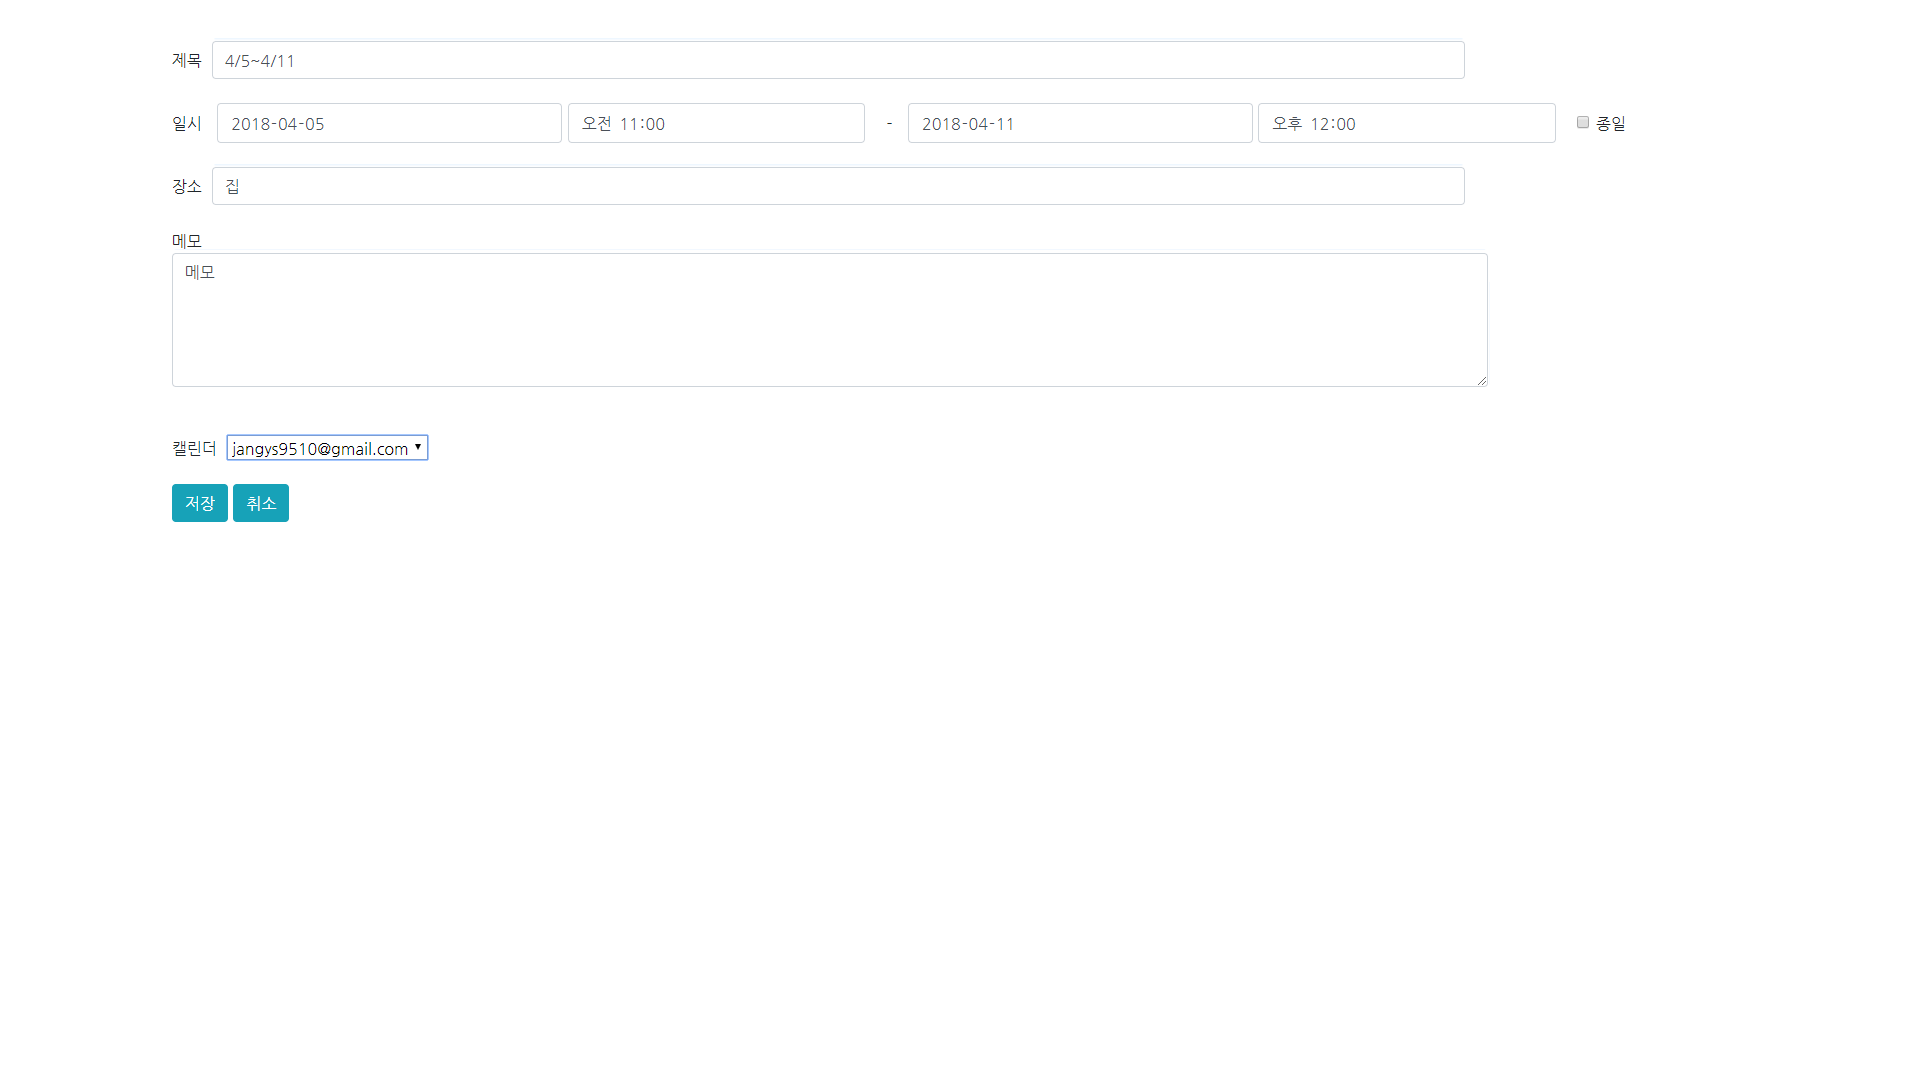 제목 4/5~4/11
일시 2018-04-05 오전 11:00 - 2018-04-11 오후 12:00 종일
장소 집
메모
메모
캘린더 jangys9510@gmail.com
저장 취소